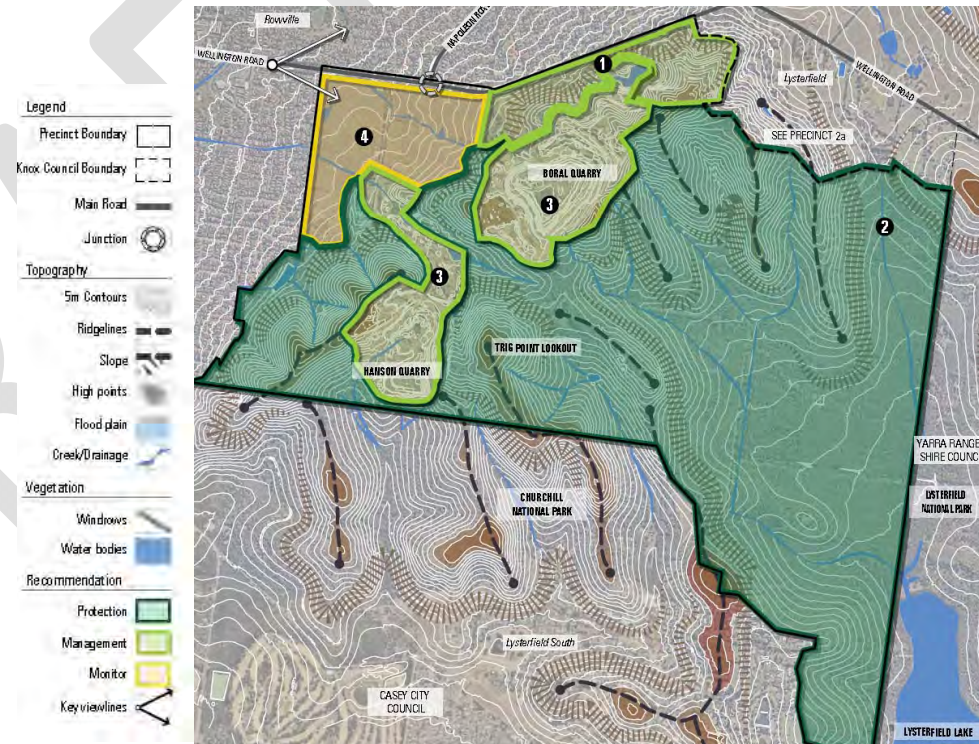 Legend
Precinct Boundary
Knox Council Boundary
Main Road
Junction
Topography
5m Contours
Ridgelines
Slope
High points
Flood plain
Creek/Drainage
Vegetation
Windrows
Water bodies
Recommendation
Protection
Management
Monitor
Key viewlines
Rowville
WELLINGTON ROAD
NAPOLEON ROAD
1
Lysterfield
WELLINGTON ROAD
SEE PRECINCT 2a
4
BORAL QUARRY
3
2
3
TRIG POINT LOOKOUT
HANSON QUARRY
YARRA RANGE
SHIRE COUNC
CHURCHILL
NATIONAL PARK
LYSTERFIELD
NATIONAL PARK
Lysterfield South
CASEY CITY
COUNCIL
LYSTERFIELD LAKE